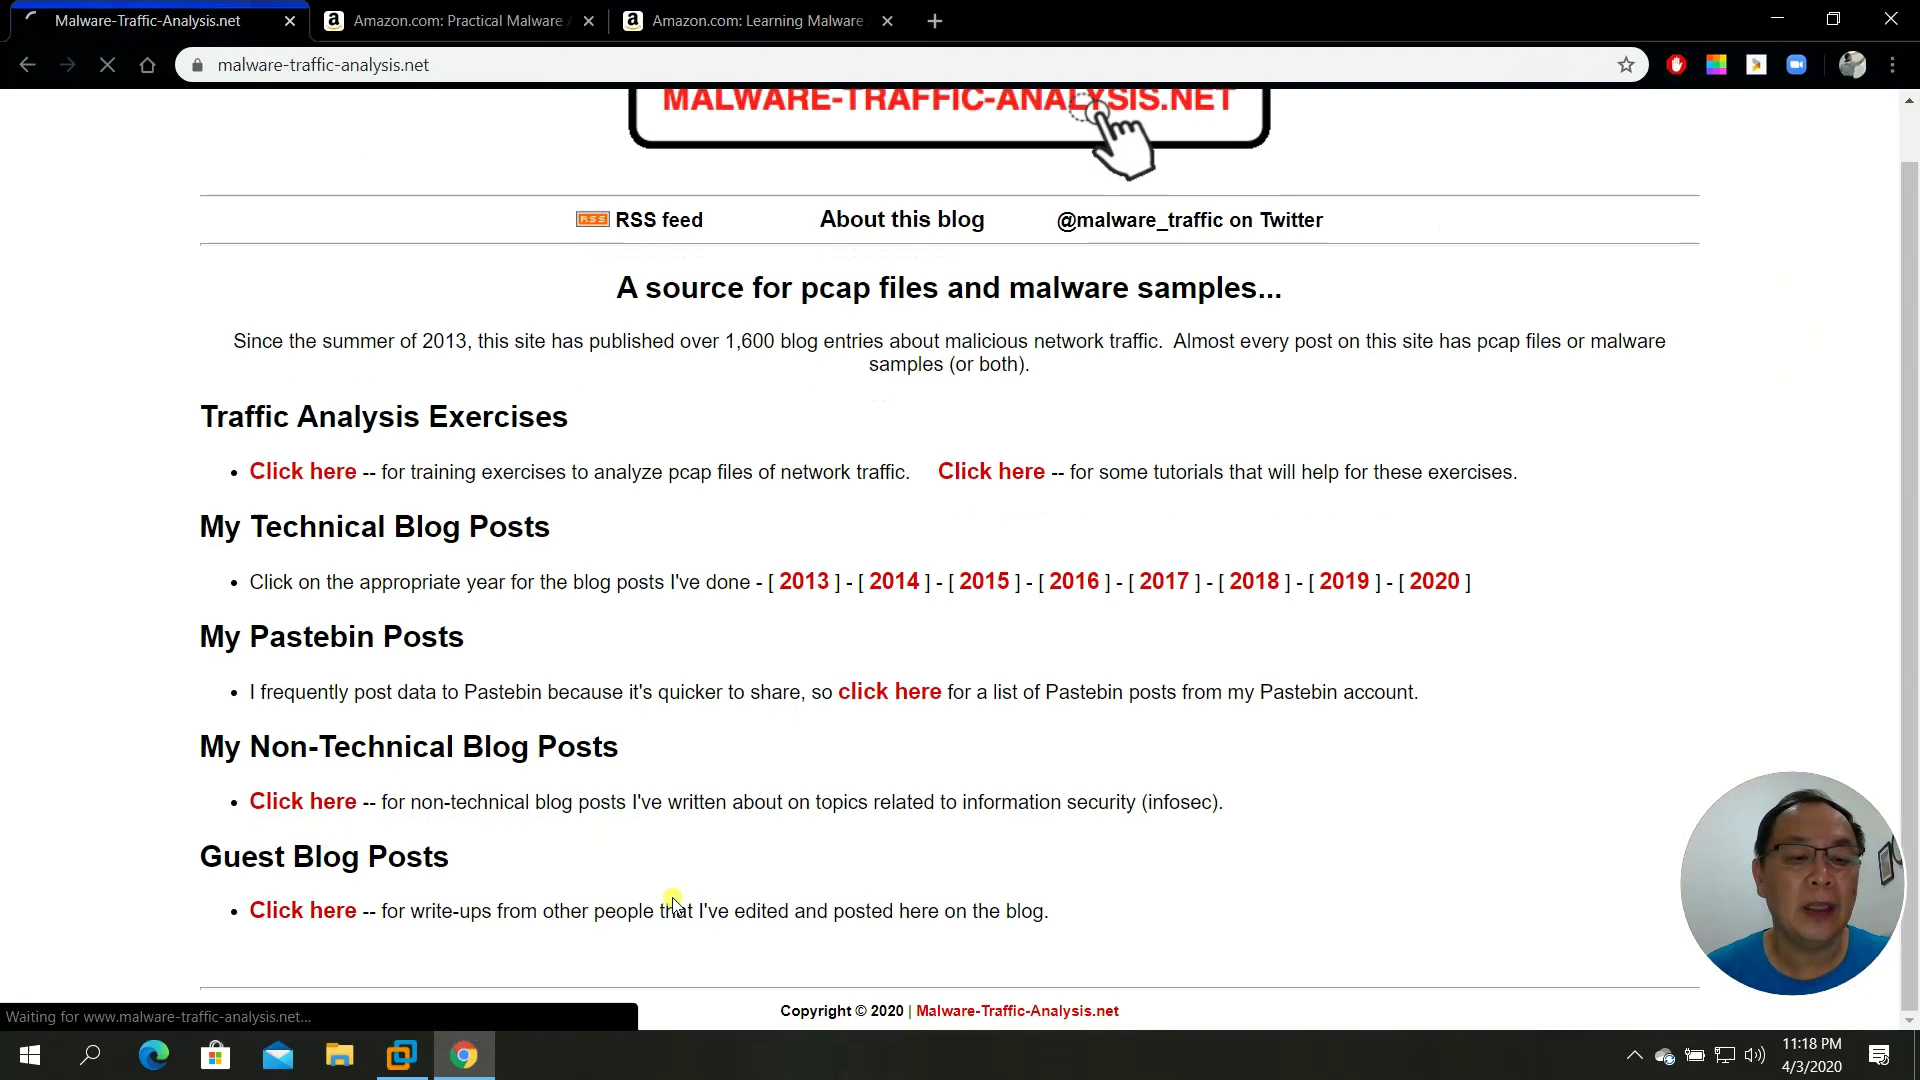 Malware-Traffic-Analysis.net
Amazon.com: Practical Malware
Amazon.com: Learning Malware
malware-traffic-analysis.net
MALWARE-TRAFFIC-ANALYSIS.NET
RSS RSS feed
About this blog
@malware_traffic on Twitter
A source for pcap files and malware samples...
Since the summer of 2013, this site has published over 1,600 blog entries about malicious network traffic. Almost every post on this site has pcap files or malware
samples (or both).
Traffic Analysis Exercises
• Click here -- for training exercises to analyze pcap files of network traffic. Click here -- for some tutorials that will help for these exercises.
My Technical Blog Posts
• Click on the appropriate year for the blog posts I've done - [ 2013 ] - [ 2014 ] - [ 2015 ] - [ 2016 ] - [ 2017 ] - [ 2018 ] - [ 2019 ] - [ 2020 ]
My Pastebin Posts
• I frequently post data to Pastebin because it's quicker to share, so click here for a list of Pastebin posts from my Pastebin account.
My Non-Technical Blog Posts
• Click here -- for non-technical blog posts I've written about on topics related to information security (infosec).
Guest Blog Posts
• Click here -- for write-ups from other people that I've edited and posted here on the blog.
Copyright © 2020 | Malware-Traffic-Analysis.net
Waiting for www.malware-traffic-analysis.net...
11:18 PM
4/3/2020